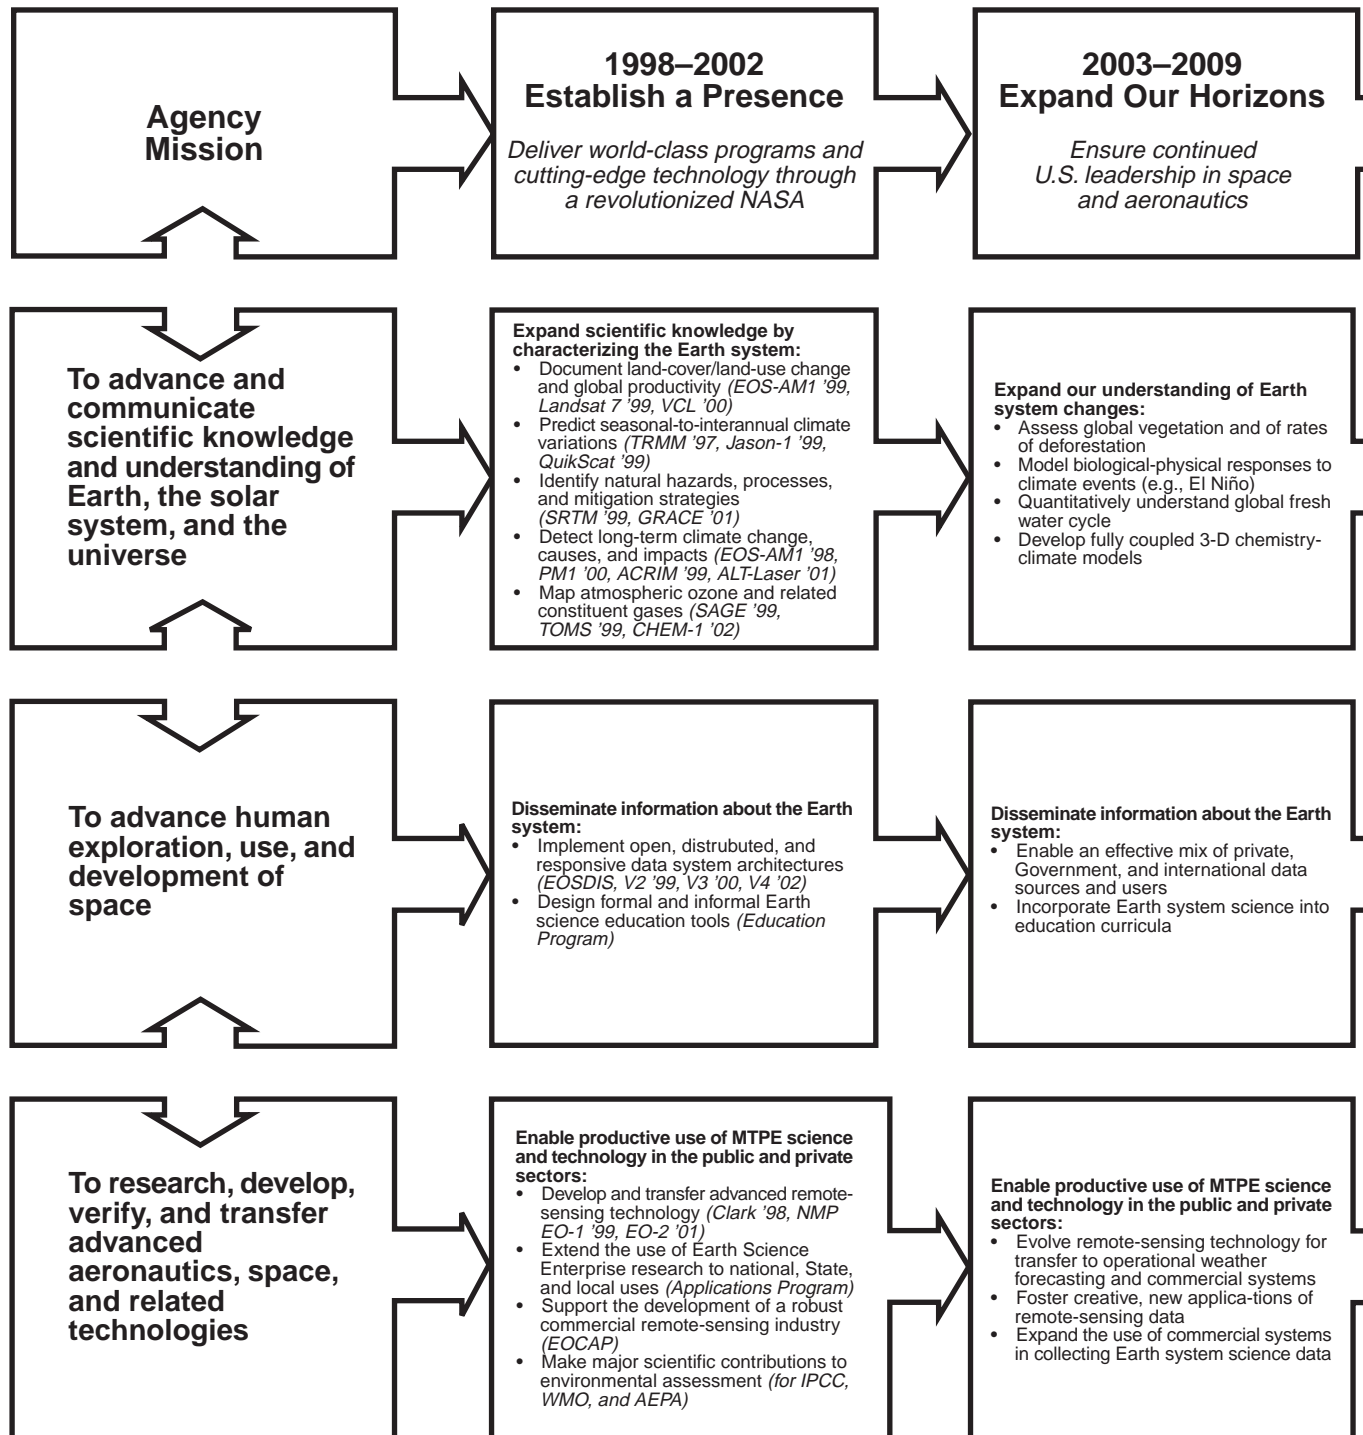 Agency
Mission
1998–2002
Establish a Presence
Deliver world-class programs and
cutting-edge technology through
a revolutionized NASA
2003–2009
Expand Our Horizons
Ensure continued
U.S. leadership in space
and aeronautics
To advance and
communicate
scientific knowledge
and understanding of
Earth, the solar
system, and the
universe
Expand scientific knowledge by
characterizing the Earth system:
• Document land-cover/land-use change
and global productivity (EOS-AM1 ’99,
Landsat 7 ’99, VCL ’00)
• Predict seasonal-to-interannual climate
variations (TRMM ’97, Jason-1 ’99,
QuikScat ’99)
• Identify natural hazards, processes,
and mitigation strategies
(SRTM ’99, GRACE ’01)
• Detect long-term climate change,
causes, and impacts (EOS-AM1 ’98,
PM1 ’00, ACRIM ’99, ALT-Laser ’01)
• Map atmospheric ozone and related
constituent gases (SAGE ’99,
TOMS ’99, CHEM-1 ’02)
Expand our understanding of Earth
system changes:
• Assess global vegetation and of rates
of deforestation
• Model biological-physical responses to
climate events (e.g., El Niño)
• Quantitatively understand global fresh
water cycle
• Develop fully coupled 3-D chemistry-
climate models
To advance human
exploration, use, and
development of
space
Disseminate information about the Earth
system:
• Implement open, distrubuted, and
responsive data system architectures
(EOSDIS, V2 ’99, V3 ’00, V4 ’02)
• Design formal and informal Earth
science education tools (Education
Program)
Disseminate information about the Earth
system:
• Enable an effective mix of private,
Government, and international data
sources and users
• Incorporate Earth system science into
education curricula
To research, develop,
verify, and transfer
advanced
aeronautics, space,
and related
technologies
Enable productive use of MTPE science
and technology in the public and private
sectors:
• Develop and transfer advanced remote-
sensing technology (Clark ’98, NMP
EO-1 ’99, EO-2 ’01)
• Extend the use of Earth Science
Enterprise research to national, State,
and local uses (Applications Program)
• Support the development of a robust
commercial remote-sensing industry
(EOCAP)
• Make major scientific contributions to
environmental assessment (for IPCC,
WMO, and AEPA)
Enable productive use of MTPE science
and technology in the public and private
sectors:
• Evolve remote-sensing technology for
transfer to operational weather
forecasting and commercial systems
• Foster creative, new applica-tions of
remote-sensing data
• Expand the use of commercial systems
in collecting Earth system science data